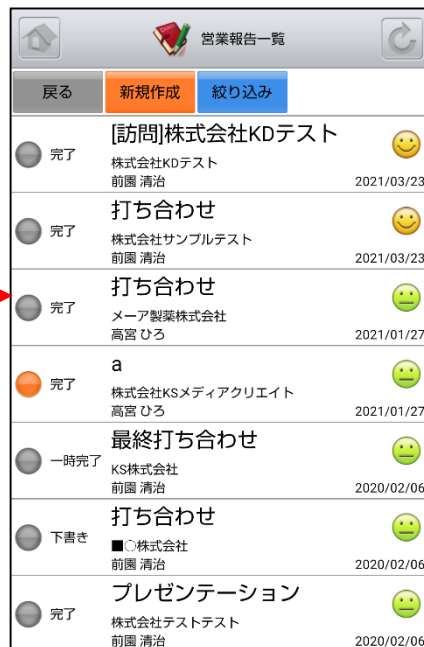 営業報告一覧
戻る 新規作成 絞り込み
[訪問]株式会社KDテスト
完了
株式会社KDテスト
前園 清治 2021/03/23
打ち合わせ
完了
株式会社サンプルテスト
前園 清治 2021/03/23
打ち合わせ
完了
メーア製薬株式会社
高宮 ひろ 2021/01/27
a
完了
株式会社KSメディアクリエイト
高宮 ひろ 2021/01/27
最終打ち合わせ
一時完了
KS株式会社
前園 清治 2020/02/06
打ち合わせ
下書き
■○株式会社
前園 清治 2020/02/06
プレゼンテーション
完了
株式会社テストテスト
前園 清治 2020/02/06